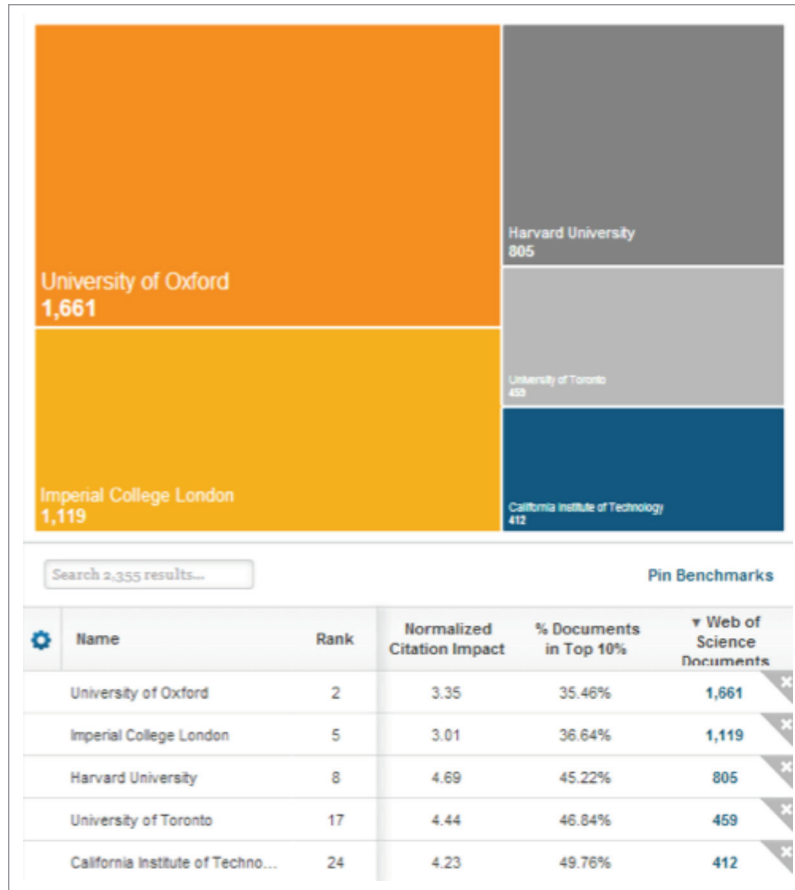 University of Oxford
1,661
Harvard University
805
University of Toronto
459
Imperial College London
1,119
California Institute of Technology
412
Search 2,355 results...
Pin Benchmarks
Name Rank Normalized Citation Impact % Documents in Top 10% ▼ Web of Science Documents
University of Oxford 2 3.35 35.46% 1,661
Imperial College London 5 3.01 36.64% 1,119
Harvard University 8 4.69 45.22% 805
University of Toronto 17 4.44 46.84% 459
California Institute of Techno... 24 4.23 49.76% 412